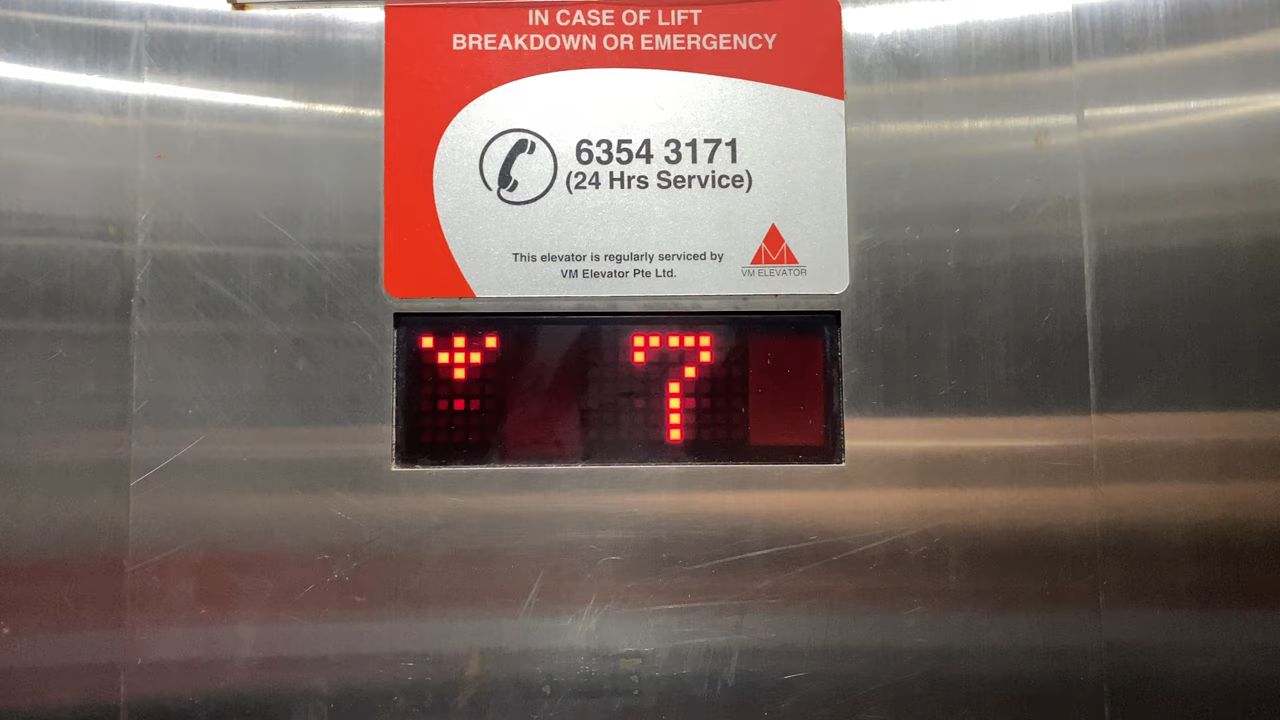 IN CASE OF LIFT
BREAKDOWN OR EMERGENCY
6354 3171
(24 Hrs Service)
This elevator is regularly serviced by
VM Elevator Pte Ltd.
VM ELEVATOR
7